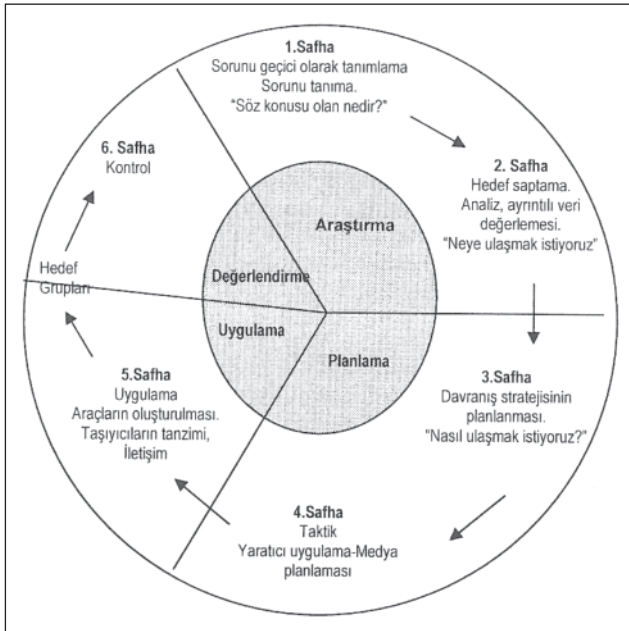 1.Safha
Sorunu geçici olarak tanımlama
Sorunu tanıma.
"Söz konusu olan nedir?"
2. Safha
Hedef saptama.
Analiz, ayrıntılı veri
değerlemesi.
"Neye ulaşmak istiyoruz"
3.Safha
Davranış stratejisinin
planlanması.
"Nasıl ulaşmak istiyoruz?"
4.Safha
Taktik
Yaratıcı uygulama-Medya
planlaması
5.Safha
Uygulama
Araçların oluşturulması.
Taşıyıcıların tanzimi,
İletişim
Hedef
Grupları
6. Safha
Kontrol
Araştırma
Değerlendirme
Uygulama
Planlama